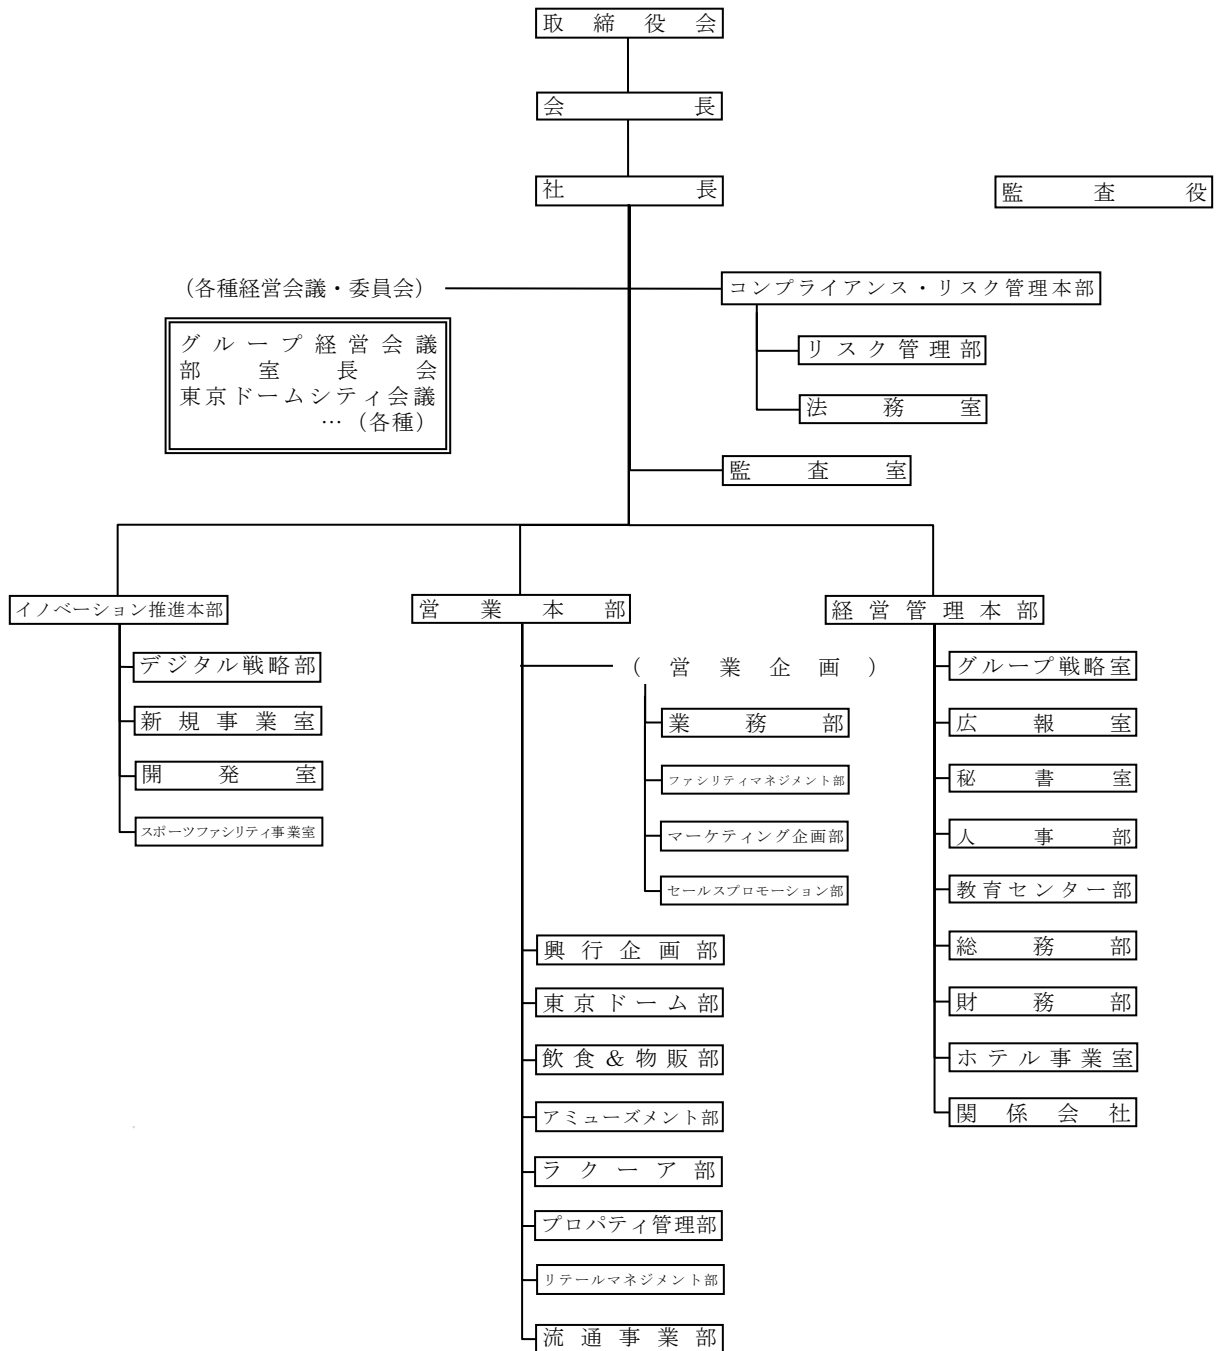 取締役会
会長
社長
監査役
（各種経営会議・委員会）
グループ経営会議
部室長会
東京ドームシティ会議
…（各種）
コンプライアンス・リスク管理本部
リスク管理部
法務室
監査室
イノベーション推進本部
デジタル戦略部
新規事業室
開発室
スポーツファシリティ事業室
営業本部
（営業企画）
業務部
ファシリティマネジメント部
マーケティング企画部
セールスプロモーション部
興行企画部
東京ドーム部
飲食&物販部
アミューズメント部
ラクーア部
プロパティ管理部
リテールマネジメント部
流通事業部
経営管理本部
グループ戦略室
広報室
秘書室
人事部
教育センター部
総務部
財務部
ホテル事業室
関係会社